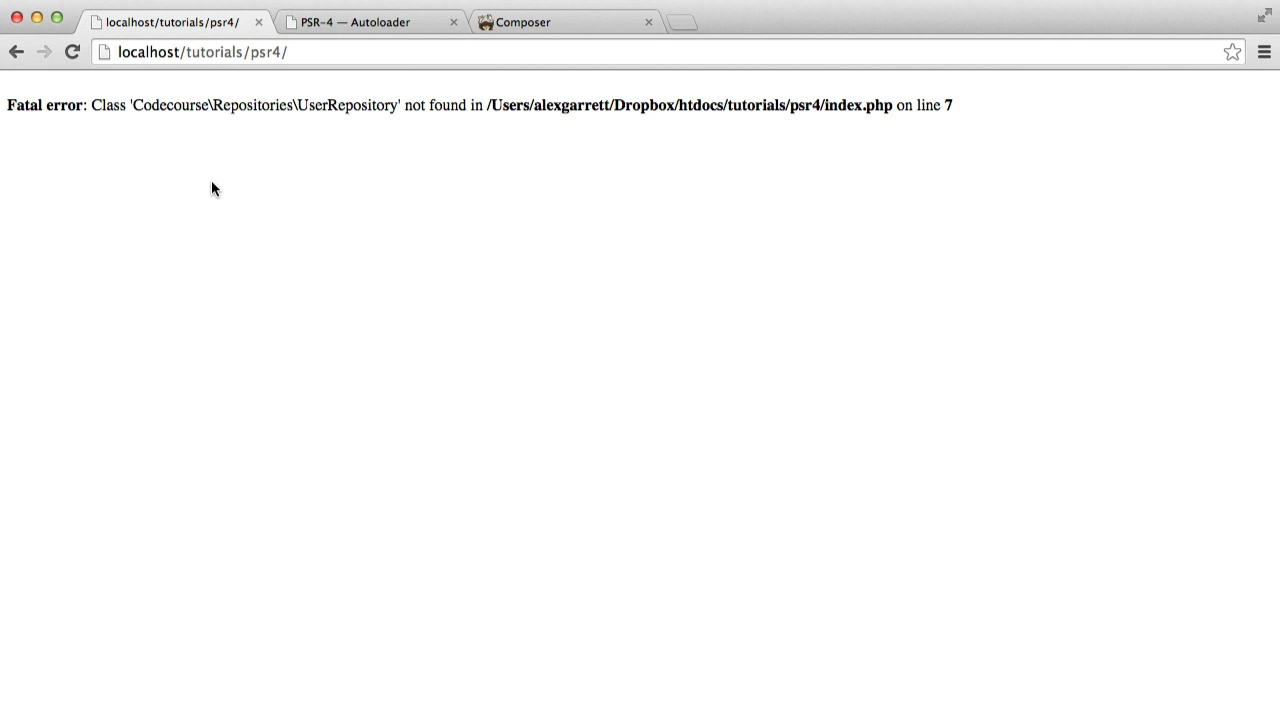 localhost/tutorials/psr4/
PSR-4 — Autoloader
Composer
localhost/tutorials/psr4/
Fatal error: Class 'Codecourse\Repositories\UserRepository' not found in /Users/alexgarrett/Dropbox/htdocs/tutorials/psr4/index.php on line 7